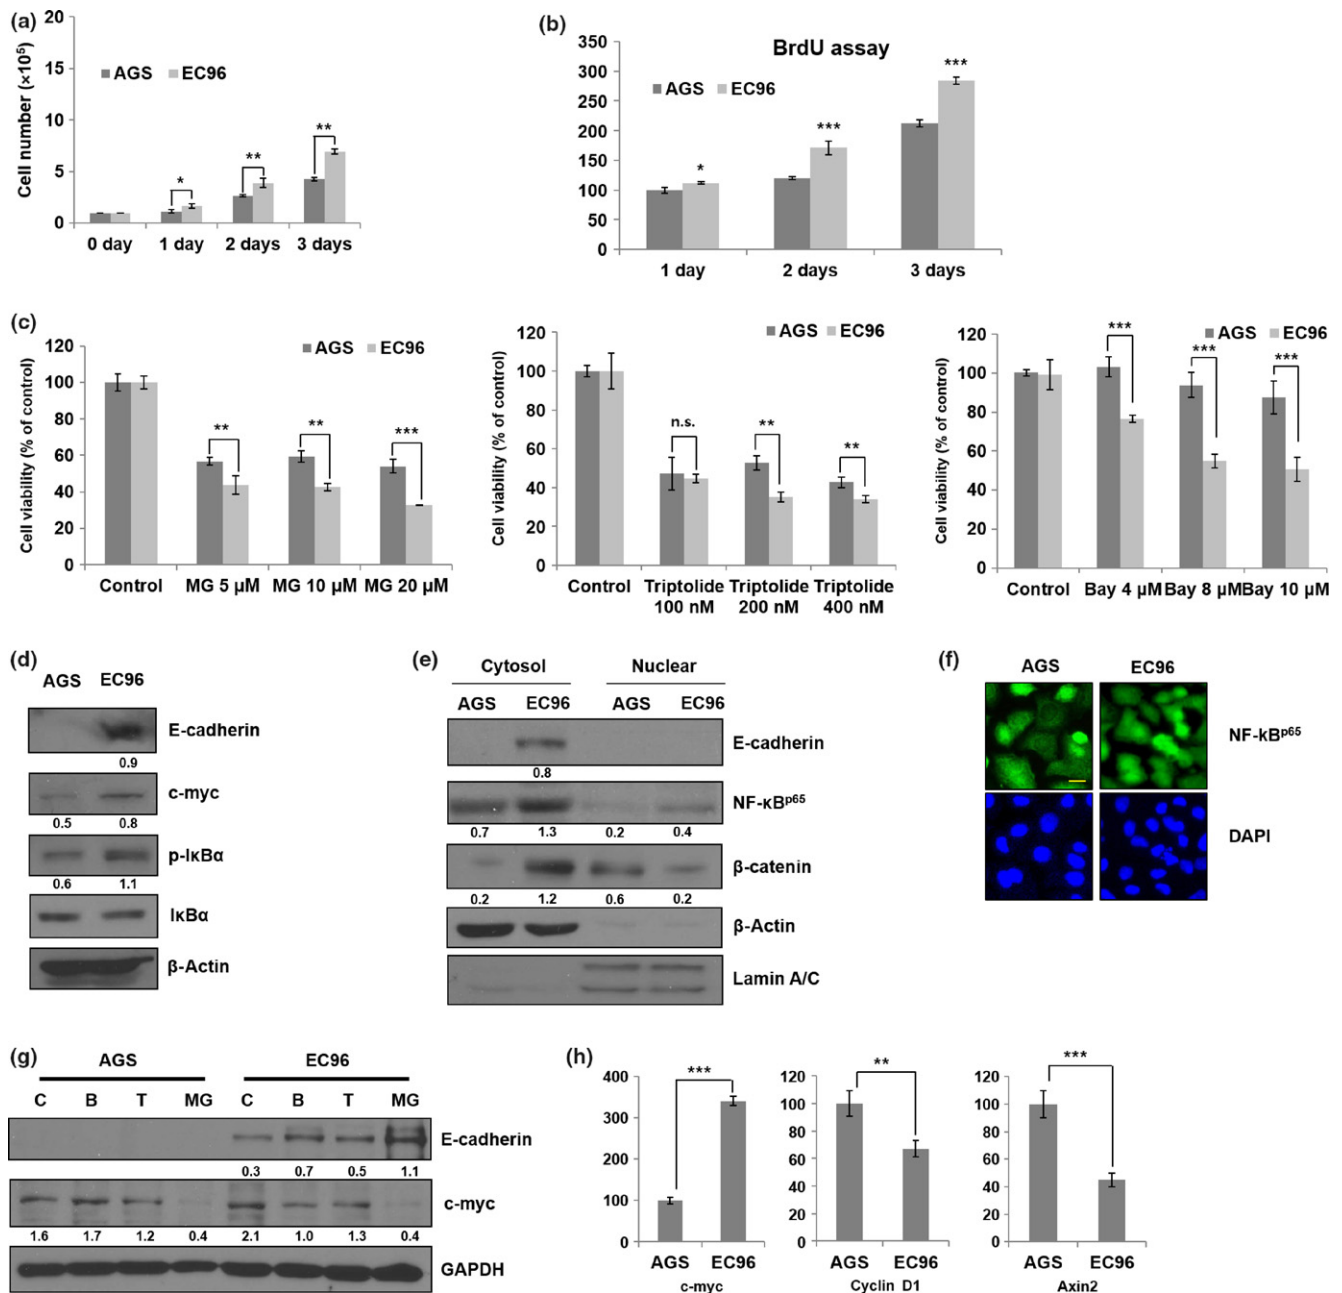 (a)
20
15
10
5
0
Cell number (×10⁵)
AGS EC96
* ** **
0 day 1 day 2 days 3 days
(b)
BrdU assay
350
300
250
200
150
100
50
0
AGS EC96
* *** ***
1 day 2 days 3 days
(c)
Cell viability (% of control)
120
100
80
60
40
20
0
AGS EC96
** ** ***
Control MG 5 µM MG 10 µM MG 20 µM
Cell viability (% of control)
120
100
80
60
40
20
0
AGS EC96
n.s. ** **
Control Triptolide 100 nM Triptolide 200 nM Triptolide 400 nM
Cell viability (% of control)
120
100
80
60
40
20
0
AGS EC96
*** *** ***
Control Bay 4 µM Bay 8 µM Bay 10 µM
(d)
AGS EC96
E-cadherin
0.9
c-myc
0.5 0.8
p-IκBα
0.6 1.1
IκBα
β-Actin
(e)
Cytosol Nuclear
AGS EC96 AGS EC96
E-cadherin
0.8
NF-κBᵖ⁶⁵
0.7 1.3 0.2 0.4
β-catenin
0.2 1.2 0.6 0.2
β-Actin
Lamin A/C
(f)
AGS EC96
NF-kBᵖ⁶⁵
DAPI
(g)
AGS EC96
C B T MG C B T MG
E-cadherin
0.3 0.7 0.5 1.1
c-myc
1.6 1.7 1.2 0.4 2.1 1.0 1.3 0.4
GAPDH
(h)
400
300
200
100
0
***
AGS EC96
c-myc
120
100
80
60
40
20
0
**
AGS EC96
Cyclin D1
120
100
80
60
40
20
0
***
AGS EC96
Axin2